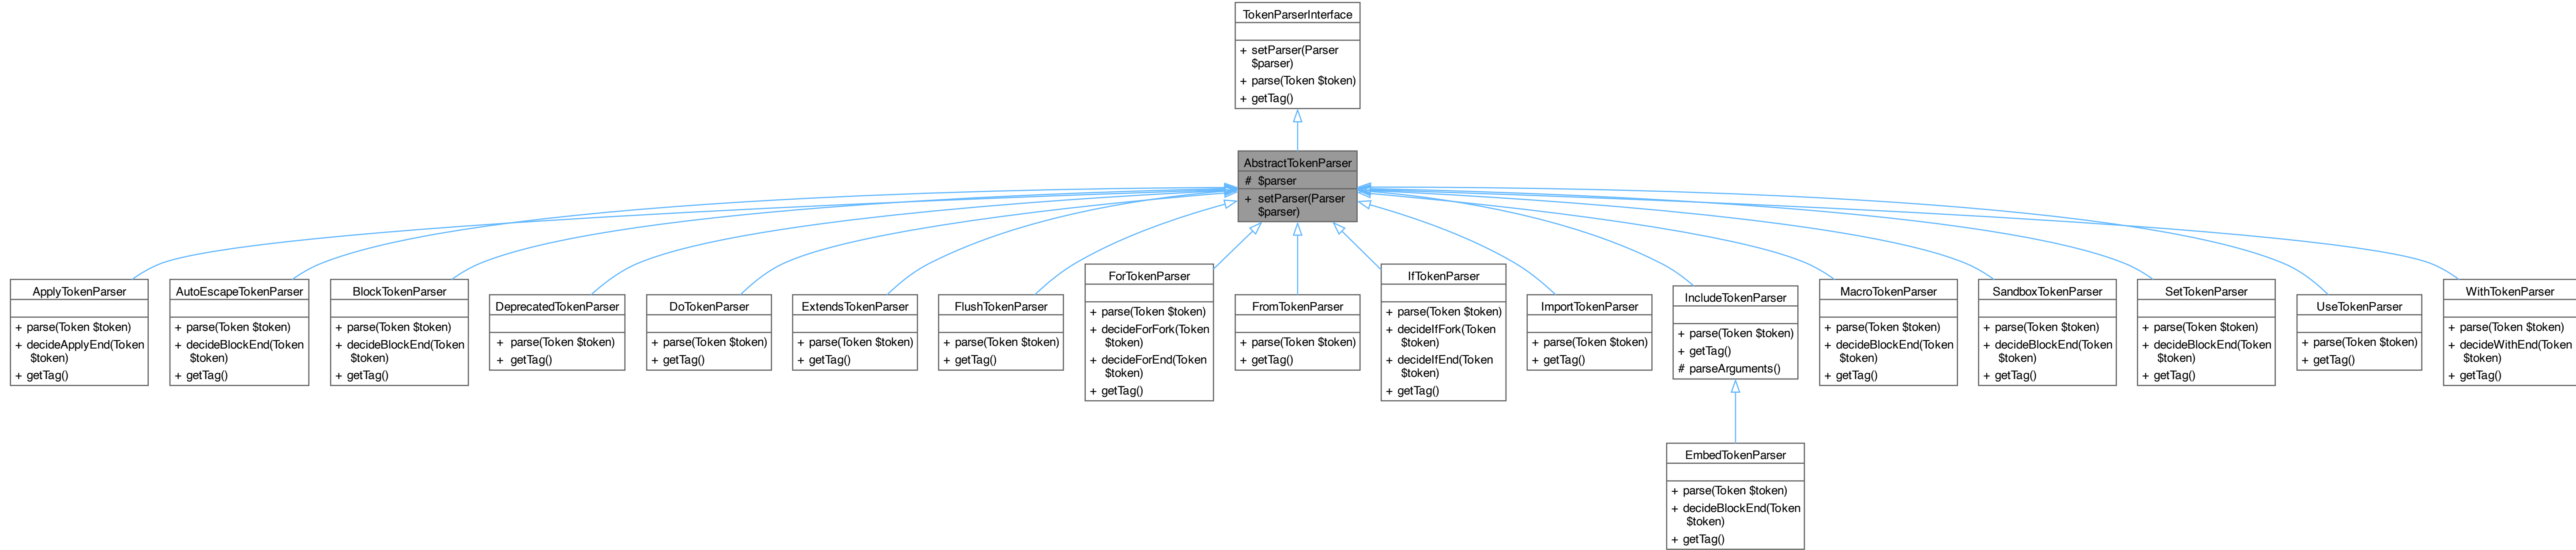 TokenParserInterface
+ setParser(Parser
$parser)
+ parse(Token $token)
+ getTag()
AbstractTokenParser
# $parser
+ setParser(Parser
$parser)
ApplyTokenParser
+ parse(Token $token)
+ decideApplyEnd(Token
$token)
+ getTag()
AutoEscapeTokenParser
+ parse(Token $token)
+ decideBlockEnd(Token
$token)
+ getTag()
BlockTokenParser
+ parse(Token $token)
+ decideBlockEnd(Token
$token)
+ getTag()
DeprecatedTokenParser
+ parse(Token $token)
+ getTag()
DoTokenParser
+ parse(Token $token)
+ getTag()
ExtendsTokenParser
+ parse(Token $token)
+ getTag()
FlushTokenParser
+ parse(Token $token)
+ getTag()
ForTokenParser
+ parse(Token $token)
+ decideForFork(Token
$token)
+ decideForEnd(Token
$token)
+ getTag()
FromTokenParser
+ parse(Token $token)
+ getTag()
IfTokenParser
+ parse(Token $token)
+ decideIfFork(Token
$token)
+ decideIfEnd(Token
$token)
+ getTag()
ImportTokenParser
+ parse(Token $token)
+ getTag()
IncludeTokenParser
+ parse(Token $token)
+ getTag()
# parseArguments()
MacroTokenParser
+ parse(Token $token)
+ decideBlockEnd(Token
$token)
+ getTag()
SandboxTokenParser
+ parse(Token $token)
+ decideBlockEnd(Token
$token)
+ getTag()
SetTokenParser
+ parse(Token $token)
+ decideBlockEnd(Token
$token)
+ getTag()
UseTokenParser
+ parse(Token $token)
+ getTag()
WithTokenParser
+ parse(Token $token)
+ decideWithEnd(Token
$token)
+ getTag()
EmbedTokenParser
+ parse(Token $token)
+ decideBlockEnd(Token
$token)
+ getTag()